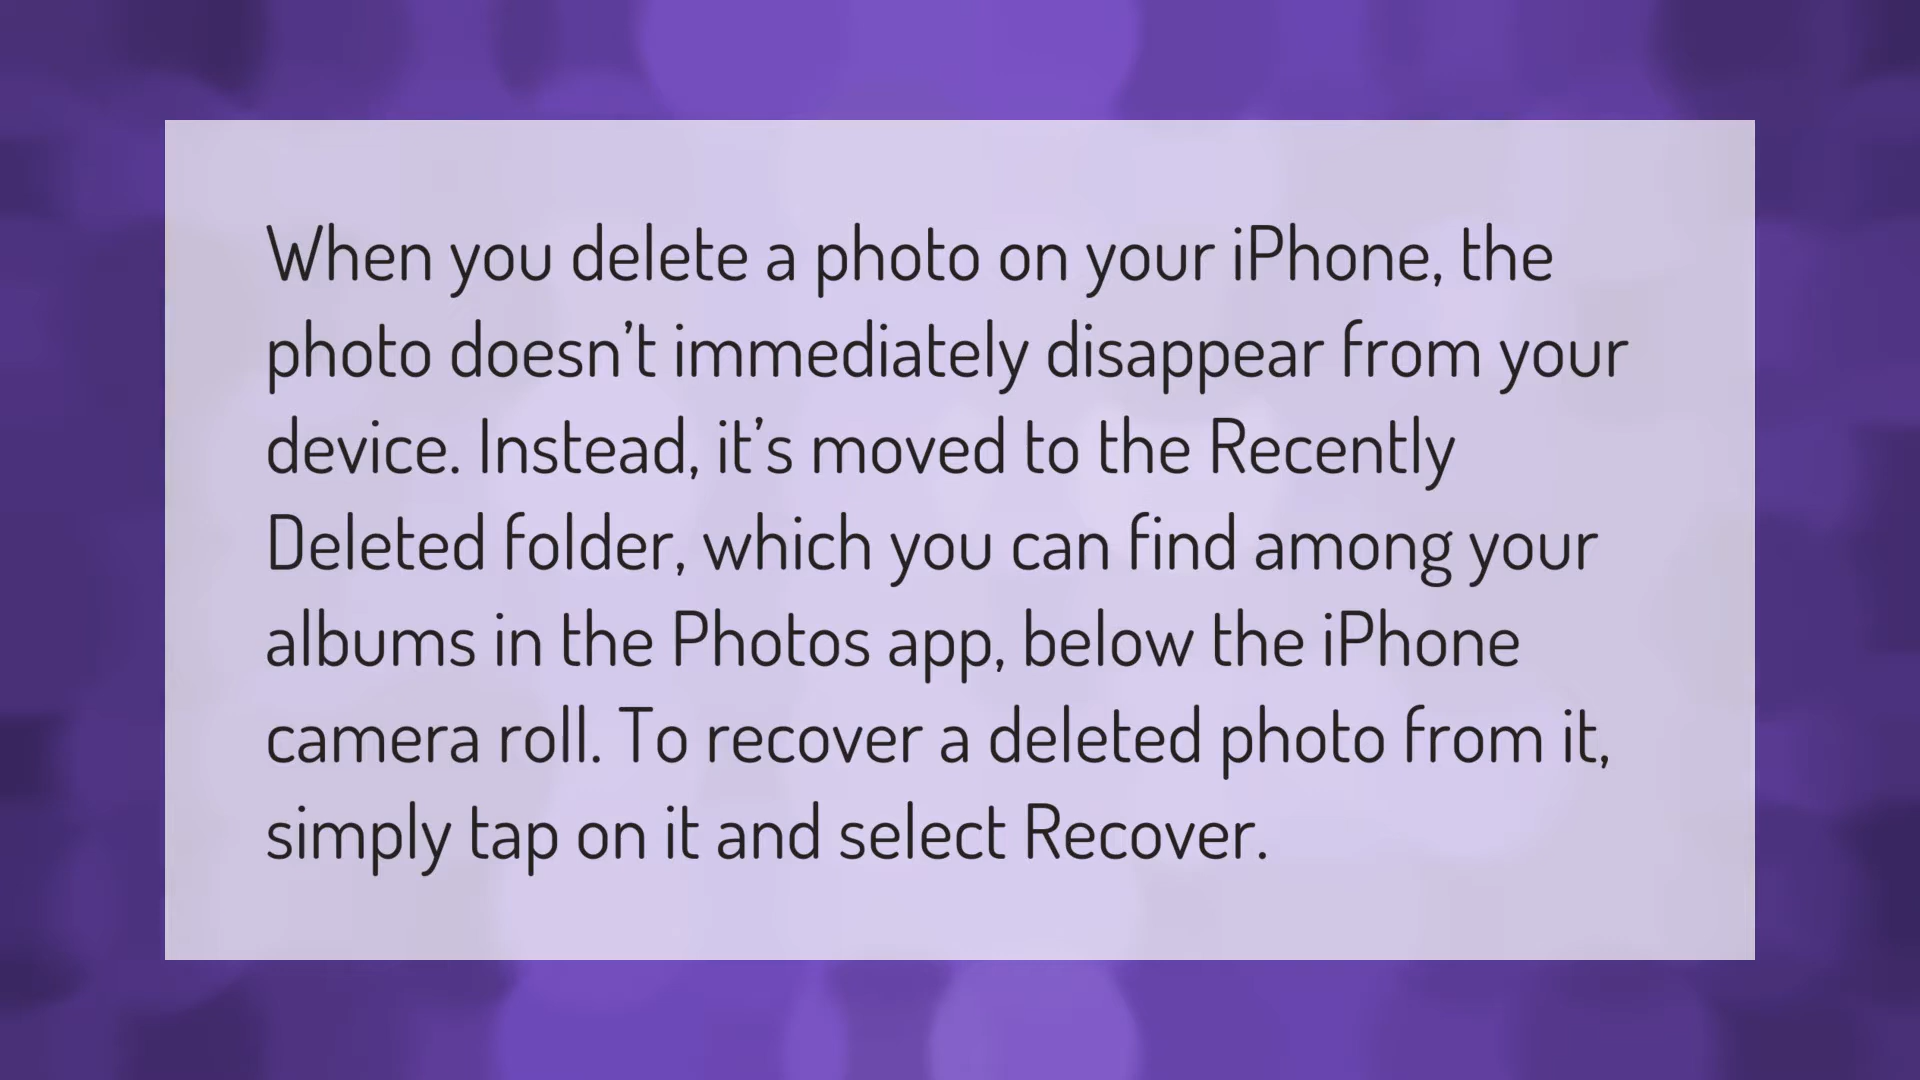 When you delete a photo on your iPhone, the
photo doesn’t immediately disappear from your
device. Instead, it’s moved to the Recently
Deleted folder, which you can find among your
albums in the Photos app, below the iPhone
camera roll. To recover a deleted photo from it,
simply tap on it and select Recover.